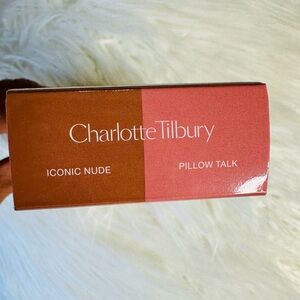 Charlotte Tilbury
ICONIC NUDE PILLOW TALK